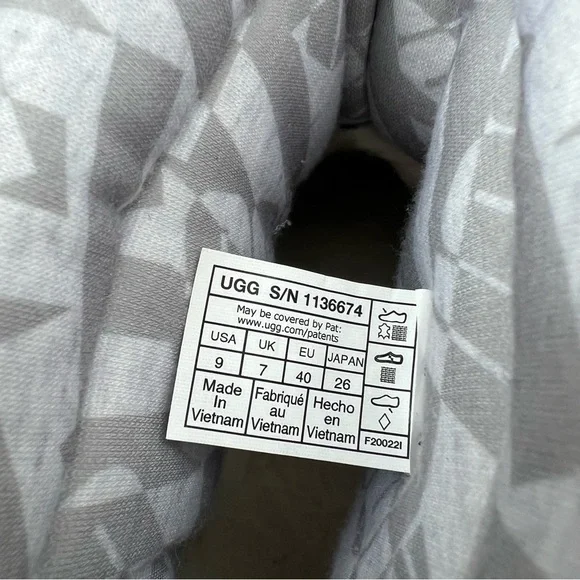 UGG S/N 1136674
May be covered by Pat:
www.ugg.com/patents
USA UK EU JAPAN
9 7 40 26
Made In Vietnam
Fabriqué au Vietnam
Hecho en Vietnam
F20022I